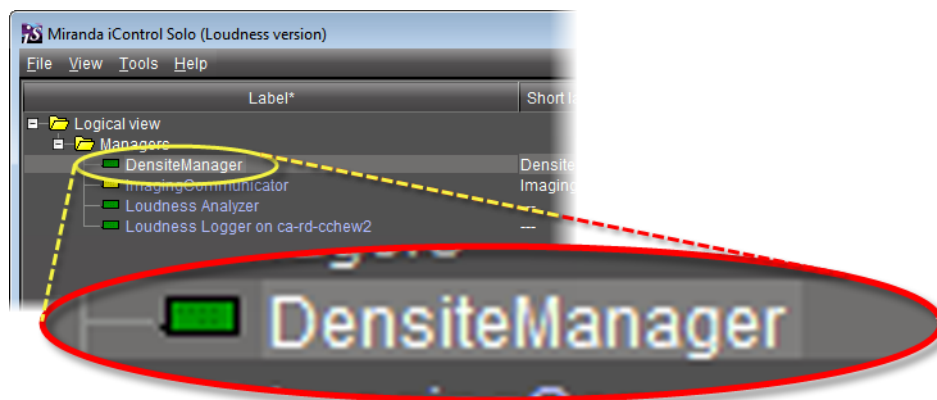 Miranda iControl Solo (Loudness version)
File View Tools Help
Label* Short
Logical view
Managers
DensiteManager Densite
ImagingCommunicator Imaging
Loudness Analyzer ---
Loudness Logger on ca-rd-cchew2 ---
DensiteManager